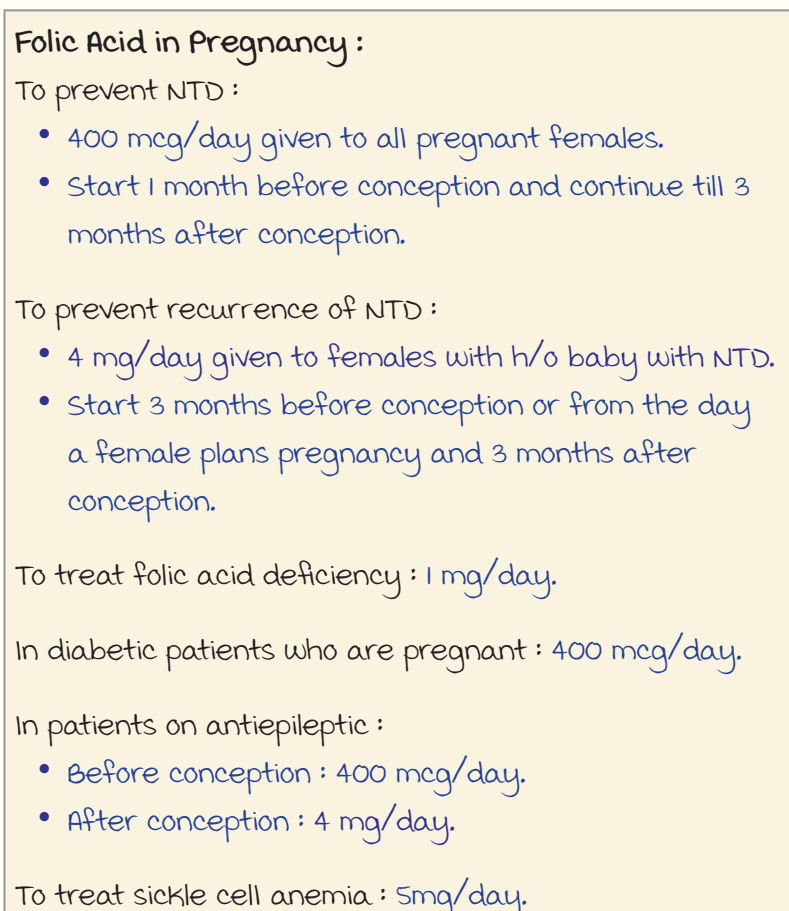 Folic Acid in Pregnancy :
To prevent NTD :
• 400 mcg/day given to all pregnant females.
• Start 1 month before conception and continue till 3
months after conception.
To prevent recurrence of NTD :
• 4 mg/day given to females with h/o baby with NTD.
• Start 3 months before conception or from the day
a female plans pregnancy and 3 months after
conception.
To treat folic acid deficiency : 1 mg/day.
In diabetic patients who are pregnant : 400 mcg/day.
In patients on antiepileptic :
• Before conception : 400 mcg/day.
• After conception : 4 mg/day.
To treat sickle cell anemia : 5mg/day.